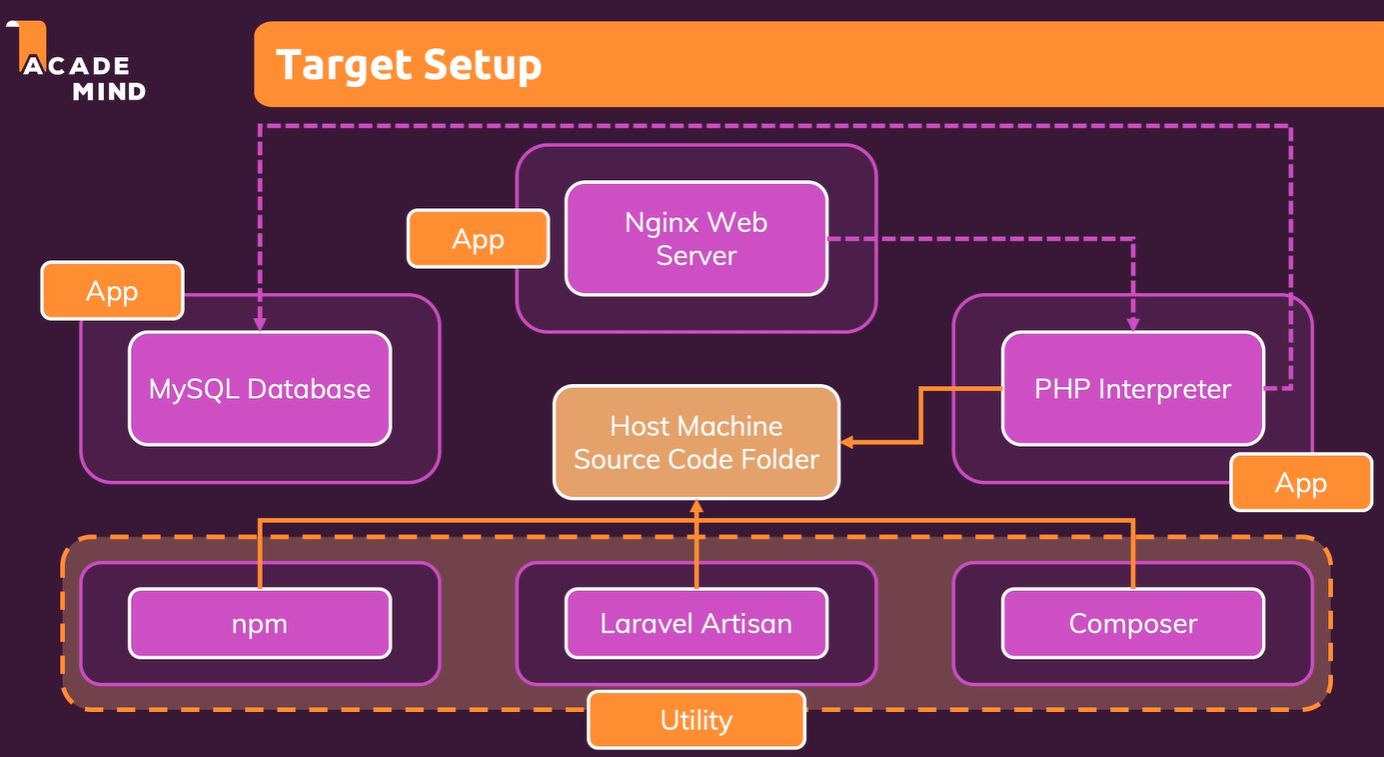 ACADE
MIND
Target Setup
App
Nginx Web
Server
App
MySQL Database
PHP Interpreter
App
Host Machine
Source Code Folder
npm
Laravel Artisan
Composer
Utility